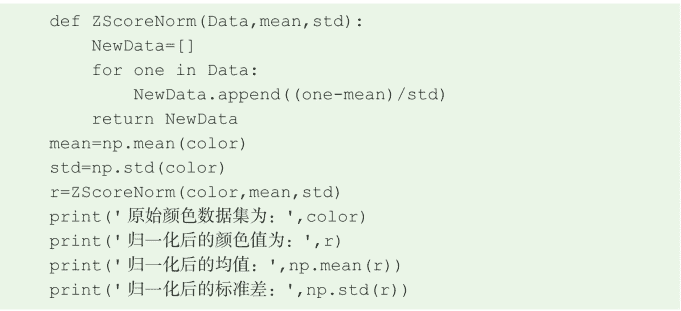 def ZScoreNorm(Data,mean,std):
    NewData=[]
    for one in Data:
        NewData.append((one-mean)/std)
    return NewData
mean=np.mean(color)
std=np.std(color)
r=ZScoreNorm(color,mean,std)
print('原始颜色数据集为：',color)
print('归一化后的颜色值为：',r)
print('归一化后的均值：',np.mean(r))
print('归一化后的标准差：',np.std(r))